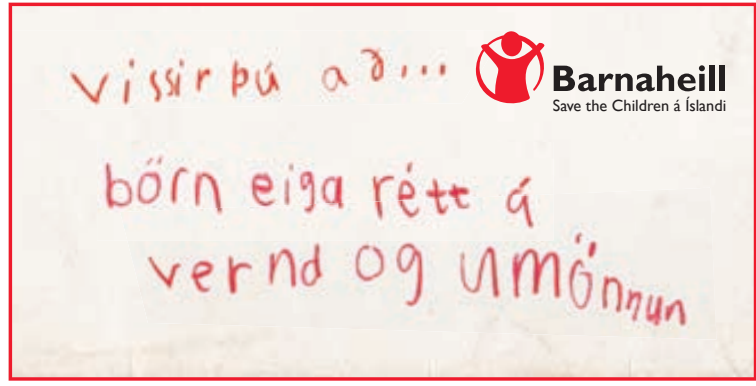 vissir þú að...
Barnaheill
Save the Children á Íslandi
börn eiga rétt á
vernd og umönnun